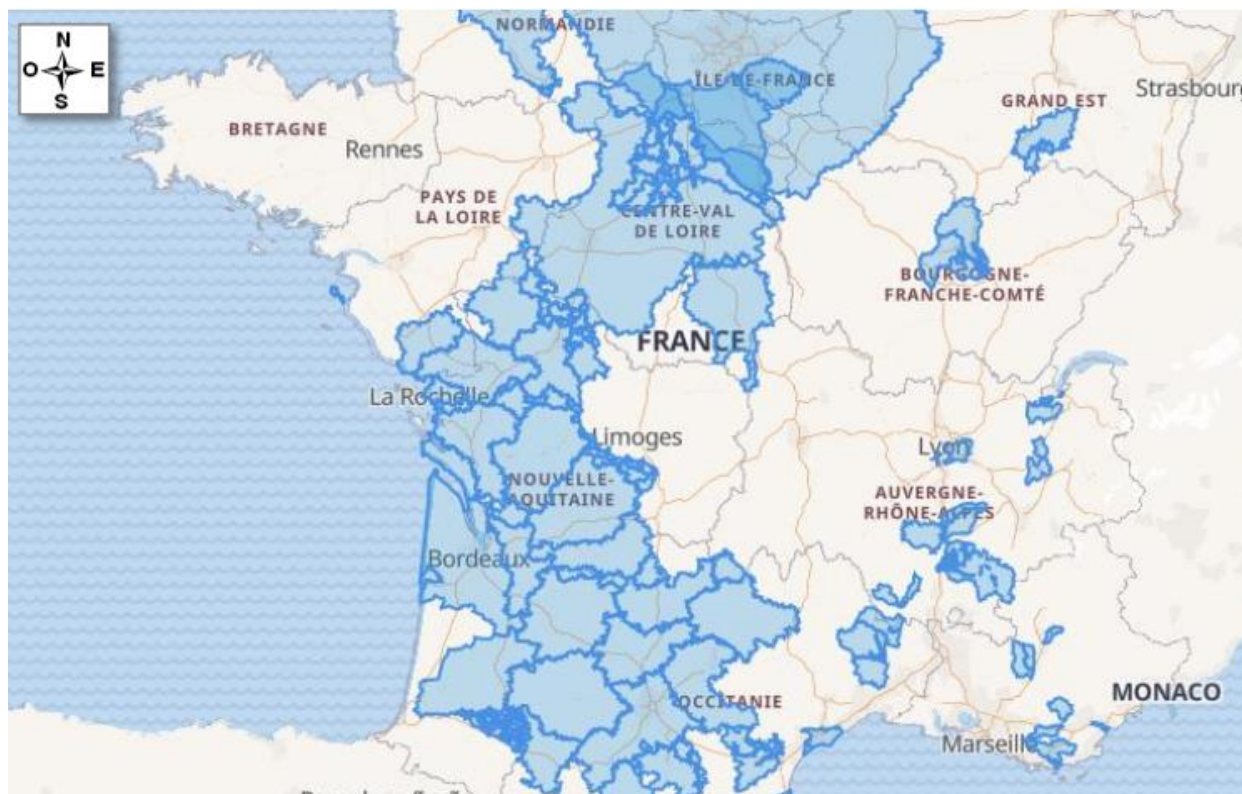 N
O E
S
NORMANDIE
ÎLE-DE-FRANCE
Strasbourg
GRAND EST
BRETAGNE
Rennes
PAYS DE
LA LOIRE
CENTRE-VAL
DE LOIRE
BOURGOGNE-
FRANCHE-COMTÉ
FRANCE
La Rochelle
Limoges
Lyon
NOUVELLE-
AQUITAINE
AUVERGNE-
RHÔNE-ALPES
Bordeaux
OCCITANIE
MONACO
Marseille